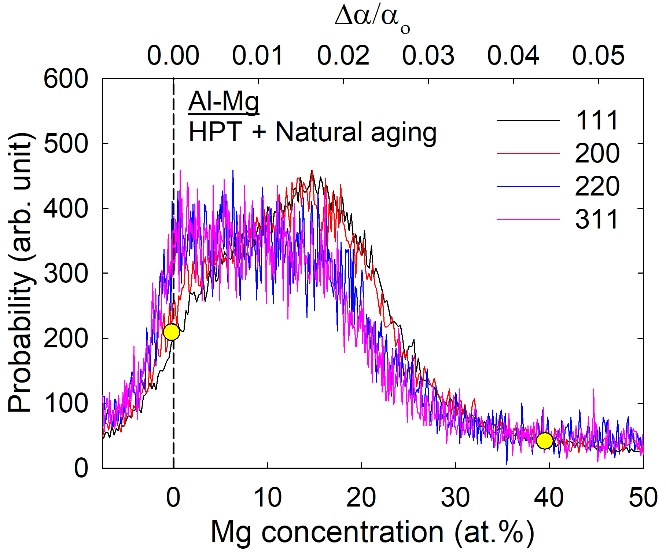 Δα/α₀
0.00 0.01 0.02 0.03 0.04 0.05
600
500
400
300
200
100
0
Probability (arb. unit)
Al-Mg
HPT + Natural aging
111
200
220
311
0 10 20 30 40 50
Mg concentration (at.%)